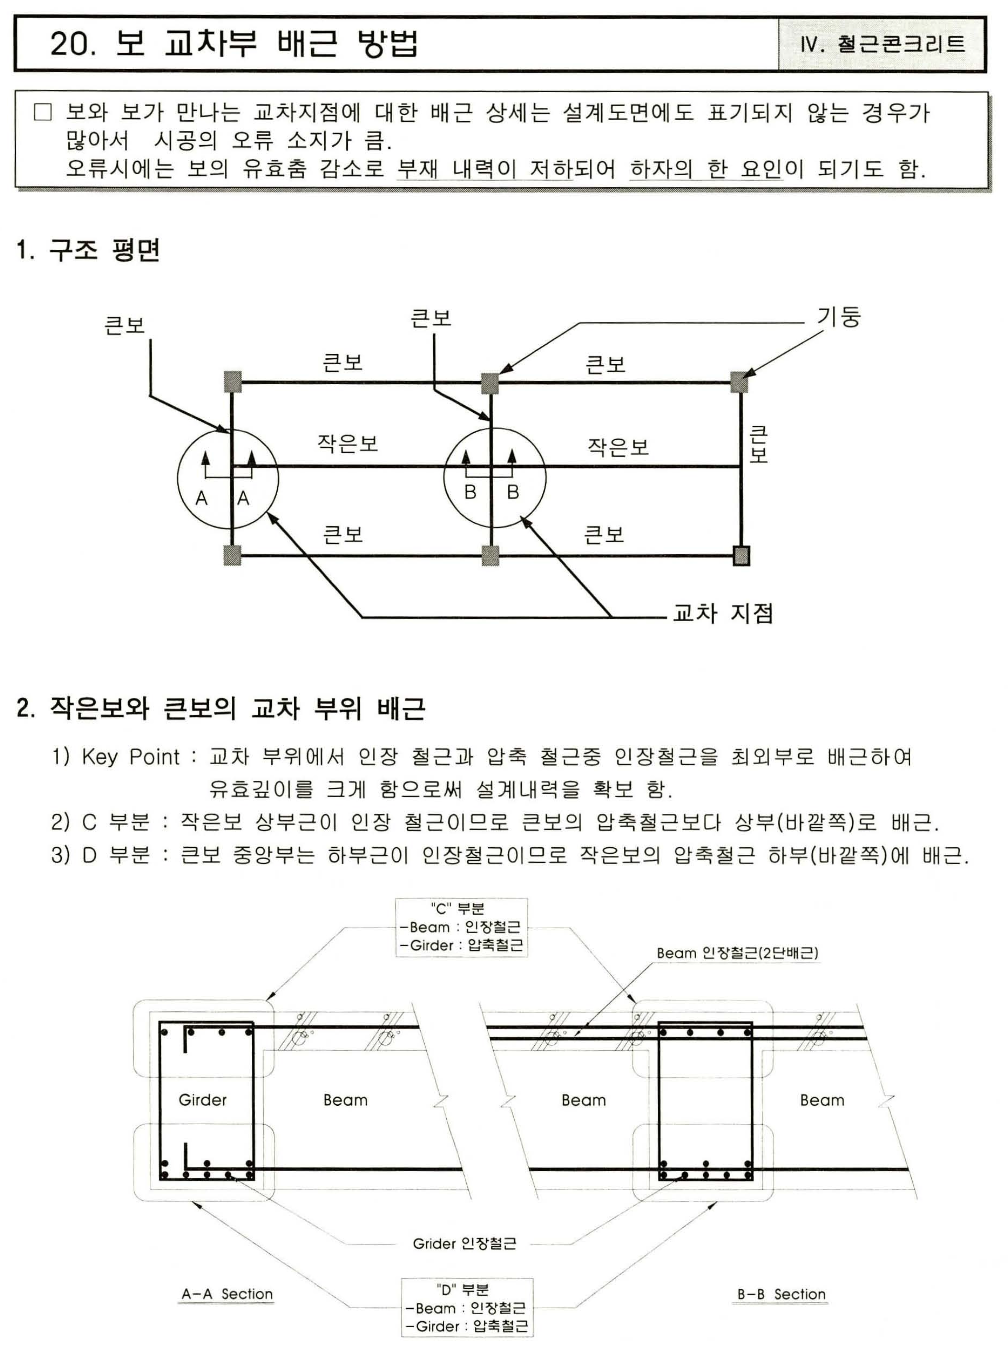 20. 보 교차부 배근 방법
IV. 철근콘크리트
□ 보와 보가 만나는 교차지점에 대한 배근 상세는 설계도면에도 표기되지 않는 경우가
많아서 시공의 오류 소지가 큼.
오류시에는 보의 유효춤 감소로 부재 내력이 저하되어 하자의 한 요인이 되기도 함.
1. 구조 평면
큰보
큰보
기둥
큰보
큰보
작은보
작은보
큰보
A
A
B
B
큰보
큰보
교차 지점
2. 작은보와 큰보의 교차 부위 배근
1) Key Point : 교차 부위에서 인장 철근과 압축 철근중 인장철근을 최외부로 배근하여
유효깊이를 크게 함으로써 설계내력을 확보 함.
2) C 부분 : 작은보 상부근이 인장 철근이므로 큰보의 압축철근보다 상부(바깥쪽)로 배근.
3) D 부분 : 큰보 중앙부는 하부근이 인장철근이므로 작은보의 압축철근 하부(바깥쪽)에 배근.
"C" 부분
-Beam : 인장철근
-Girder : 압축철근
Beam 인장철근(2단배근)
Girder
Beam
Beam
Beam
Grider 인장철근
"D" 부분
-Beam : 인장철근
-Girder : 압축철근
A-A Section
B-B Section